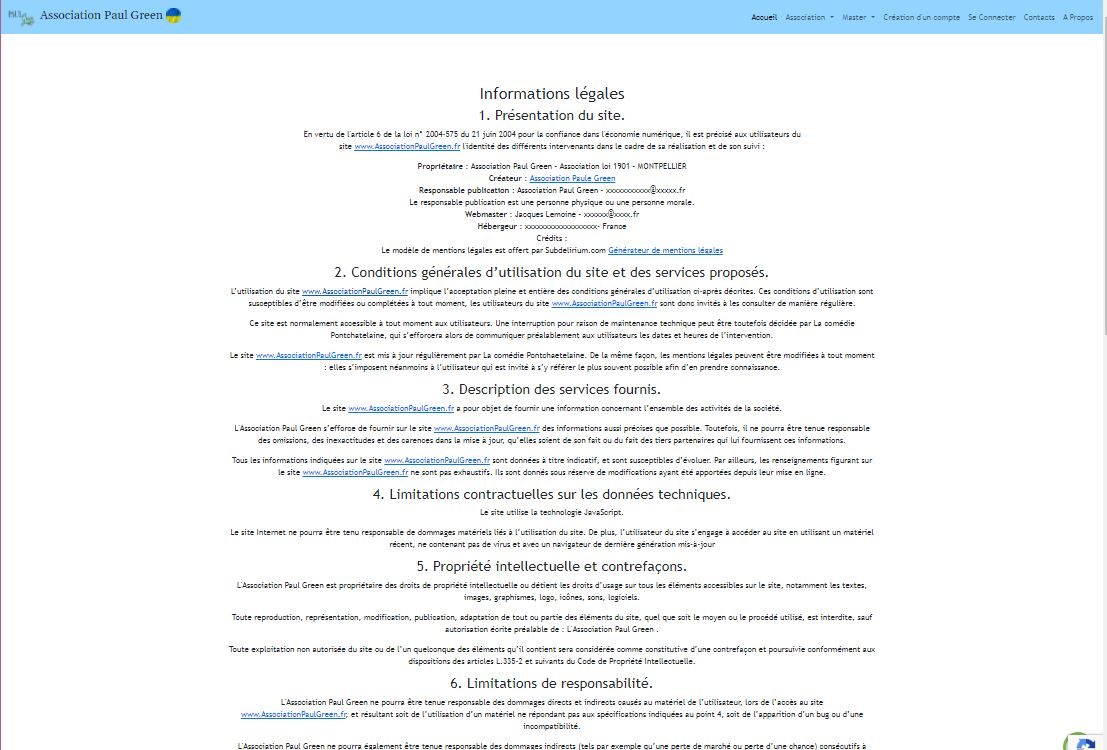 Association Paul Green
Accueil Association Master Création d'un compte Se Connecter Contacts A Propos
Informations légales
1. Présentation du site.
En vertu de l'article 6 de la loi n° 2004-575 du 21 juin 2004 pour la confiance dans l'économie numérique, il est précisé aux utilisateurs du
site www.AssociationPaulGreen.fr l'identité des différents intervenants dans le cadre de sa réalisation et de son suivi :
Propriétaire : Association Paul Green - Association loi 1901 - MONTPELLIER
Créateur : Association Paule Green
Responsable publication : Association Paul Green - xxxxxxxxxxx@xxxxx.fr
Le responsable publication est une personne physique ou une personne morale.
Webmaster : Jacques Lemoine - xxxxxx@xxxx.fr
Hébergeur : xxxxxxxxxxxxxxxxxx- France
Crédits :
Le modèle de mentions légales est offert par Subdelirium.com Générateur de mentions légales
2. Conditions générales d’utilisation du site et des services proposés.
L’utilisation du site www.AssociationPaulGreen.fr implique l’acceptation pleine et entière des conditions générales d’utilisation ci-après décrites. Ces conditions d’utilisation sont
susceptibles d’être modifiées ou complétées à tout moment, les utilisateurs du site www.AssociationPaulGreen.fr sont donc invités à les consulter de manière régulière.
Ce site est normalement accessible à tout moment aux utilisateurs. Une interruption pour raison de maintenance technique peut être toutefois décidée par La comédie
Pontchatelaine, qui s’efforcera alors de communiquer préalablement aux utilisateurs les dates et heures de l’intervention.
Le site www.AssociationPaulGreen.fr est mis à jour régulièrement par La comédie Pontchaetelaine. De la même façon, les mentions légales peuvent être modifiées à tout moment
: elles s’imposent néanmoins à l’utilisateur qui est invité à s’y référer le plus souvent possible afin d’en prendre connaissance.
3. Description des services fournis.
Le site www.AssociationPaulGreen.fr a pour objet de fournir une information concernant l’ensemble des activités de la société.
L'Association Paul Green s’efforce de fournir sur le site www.AssociationPaulGreen.fr des informations aussi précises que possible. Toutefois, il ne pourra être tenue responsable
des omissions, des inexactitudes et des carences dans la mise à jour, qu’elles soient de son fait ou du fait des tiers partenaires qui lui fournissent ces informations.
Tous les informations indiquées sur le site www.AssociationPaulGreen.fr sont données à titre indicatif, et sont susceptibles d’évoluer. Par ailleurs, les renseignements figurant sur
le site www.AssociationPaulGreen.fr ne sont pas exhaustifs. Ils sont donnés sous réserve de modifications ayant été apportées depuis leur mise en ligne.
4. Limitations contractuelles sur les données techniques.
Le site utilise la technologie JavaScript.
Le site Internet ne pourra être tenu responsable de dommages matériels liés à l’utilisation du site. De plus, l’utilisateur du site s’engage à accéder au site en utilisant un matériel
récent, ne contenant pas de virus et avec un navigateur de dernière génération mis-à-jour
5. Propriété intellectuelle et contrefaçons.
L'Association Paul Green est propriétaire des droits de propriété intellectuelle ou détient les droits d’usage sur tous les éléments accessibles sur le site, notamment les textes,
images, graphismes, logo, icônes, sons, logiciels.
Toute reproduction, représentation, modification, publication, adaptation de tout ou partie des éléments du site, quel que soit le moyen ou le procédé utilisé, est interdite, sauf
autorisation écrite préalable de : L'Association Paul Green .
Toute exploitation non autorisée du site ou de l’un quelconque des éléments qu’il contient sera considérée comme constitutive d’une contrefaçon et poursuivie conformément aux
dispositions des articles L.335-2 et suivants du Code de Propriété Intellectuelle.
6. Limitations de responsabilité.
L'Association Paul Green ne pourra être tenue responsable des dommages directs et indirects causés au matériel de l’utilisateur, lors de l’accès au site
www.AssociationPaulGreen.fr, et résultant soit de l’utilisation d’un matériel ne répondant pas aux spécifications indiquées au point 4, soit de l’apparition d’un bug ou d’une
incompatibilité.
L'Association Paul Green ne pourra également être tenue responsable des dommages indirects (tels par exemple qu’une perte de marché ou perte d’une chance) consécutifs à